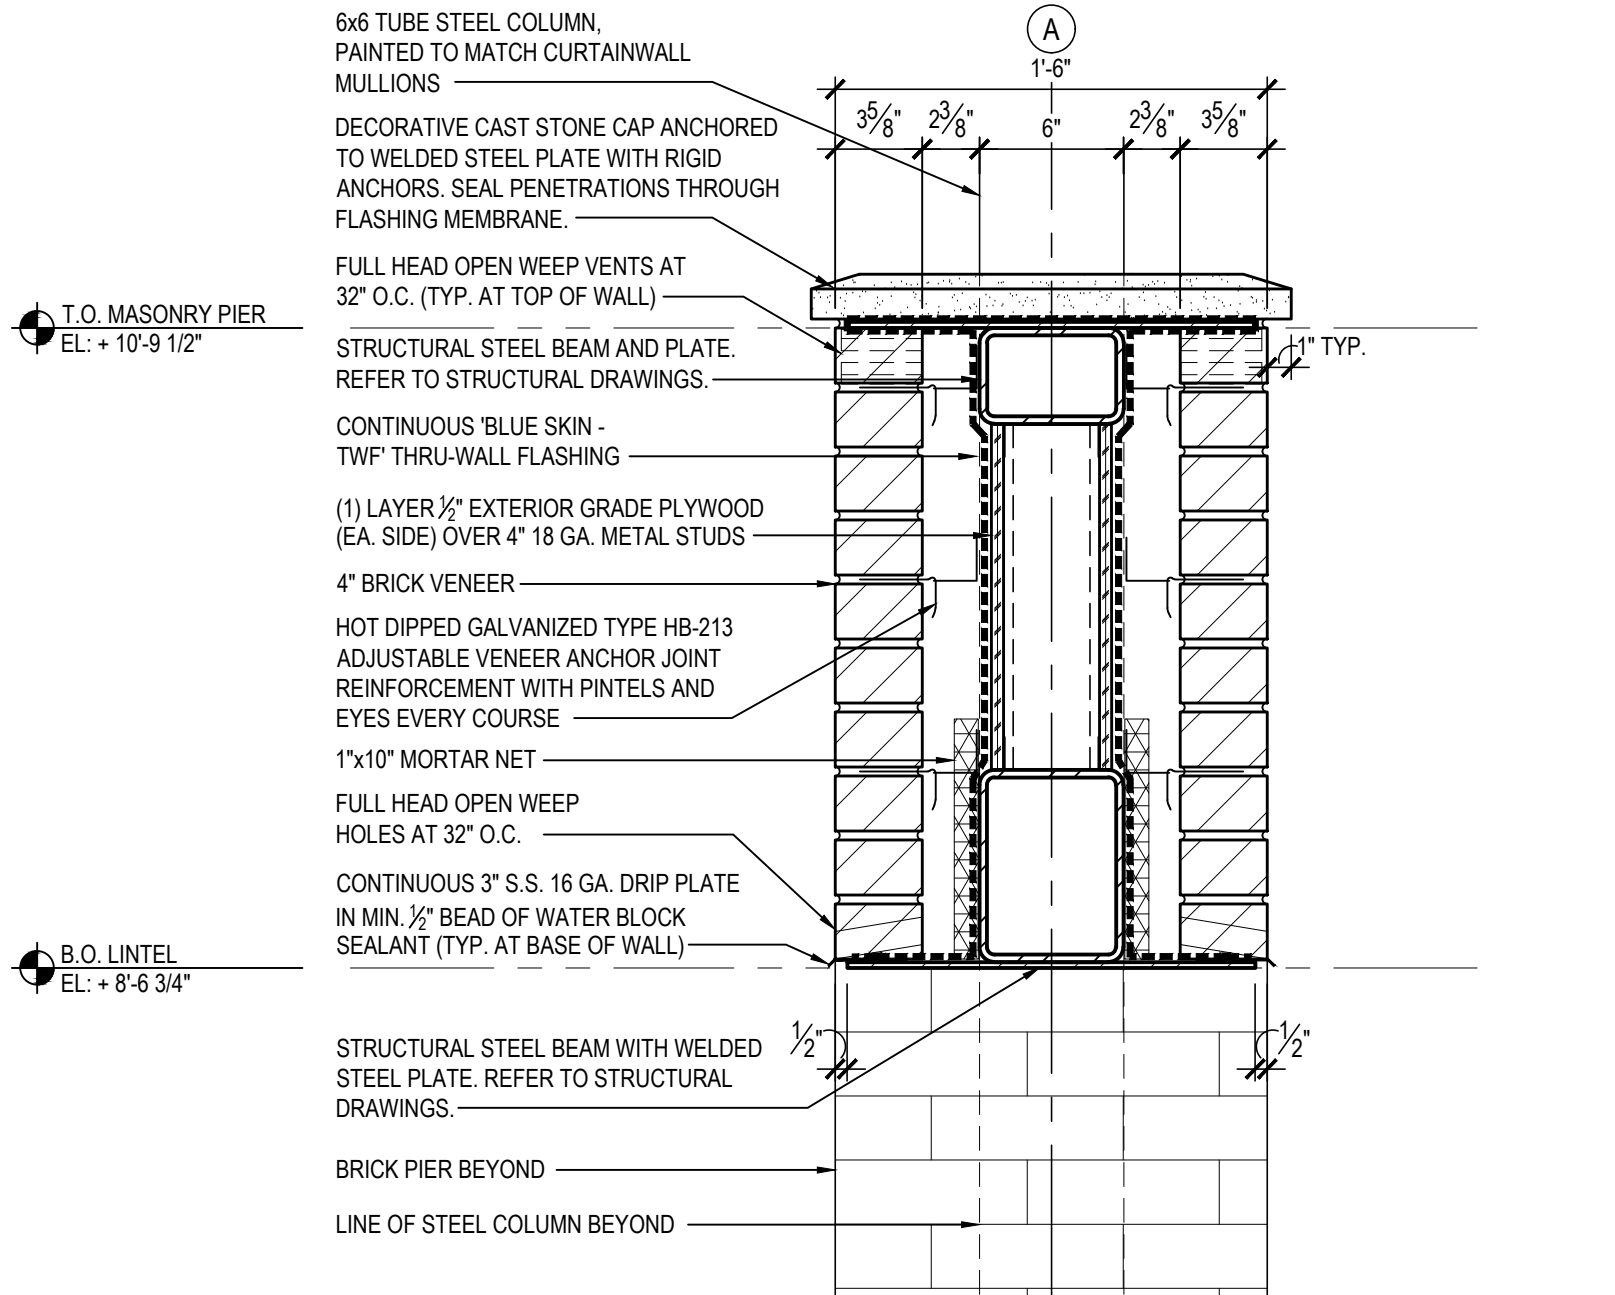 6x6 TUBE STEEL COLUMN,
PAINTED TO MATCH CURTAINWALL
MULLIONS
DECORATIVE CAST STONE CAP ANCHORED
TO WELDED STEEL PLATE WITH RIGID
ANCHORS. SEAL PENETRATIONS THROUGH
FLASHING MEMBRANE.
FULL HEAD OPEN WEEP VENTS AT
32" O.C. (TYP. AT TOP OF WALL)
STRUCTURAL STEEL BEAM AND PLATE.
REFER TO STRUCTURAL DRAWINGS.
CONTINUOUS 'BLUE SKIN -
TWF' THRU-WALL FLASHING
(1) LAYER 1/2" EXTERIOR GRADE PLYWOOD
(EA. SIDE) OVER 4" 18 GA. METAL STUDS
4" BRICK VENEER
HOT DIPPED GALVANIZED TYPE HB-213
ADJUSTABLE VENEER ANCHOR JOINT
REINFORCEMENT WITH PINTELS AND
EYES EVERY COURSE
1"x10" MORTAR NET
FULL HEAD OPEN WEEP
HOLES AT 32" O.C.
CONTINUOUS 3" S.S. 16 GA. DRIP PLATE
IN MIN. 1/2" BEAD OF WATER BLOCK
SEALANT (TYP. AT BASE OF WALL)
STRUCTURAL STEEL BEAM WITH WELDED
STEEL PLATE. REFER TO STRUCTURAL
DRAWINGS.
BRICK PIER BEYOND
LINE OF STEEL COLUMN BEYOND
T.O. MASONRY PIER
EL: + 10'-9 1/2"
B.O. LINTEL
EL: + 8'-6 3/4"
A
1'-6"
3 5/8" 2 3/8" 6" 2 3/8" 3 5/8"
1" TYP.
1/2" 1/2"